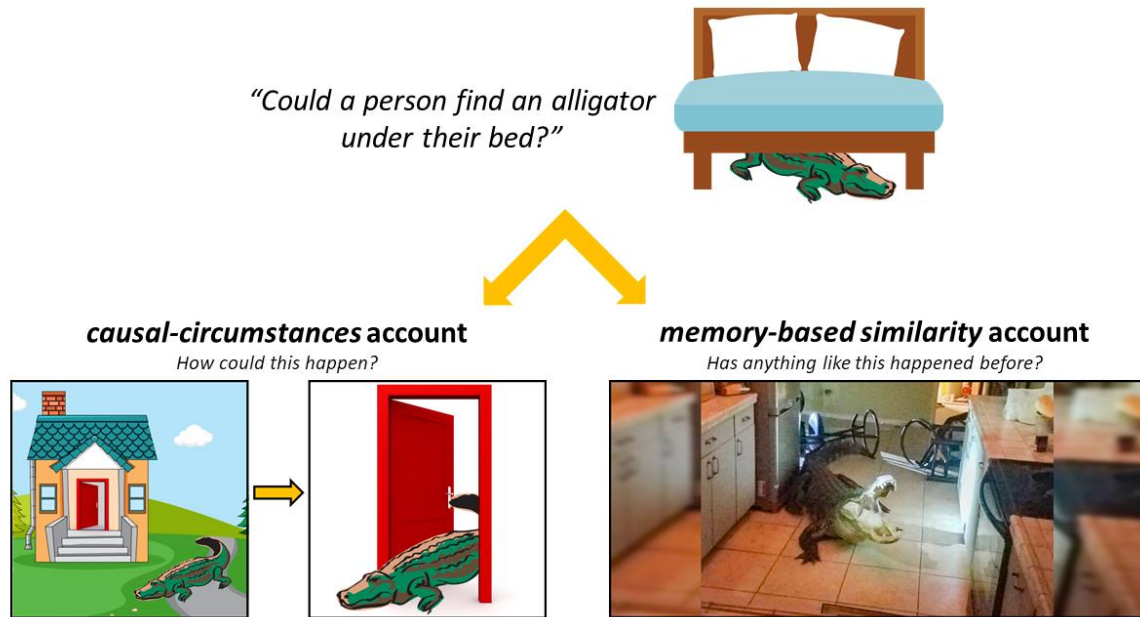 “Could a person find an alligator
under their bed?”
causal-circumstances account
How could this happen?
memory-based similarity account
Has anything like this happened before?